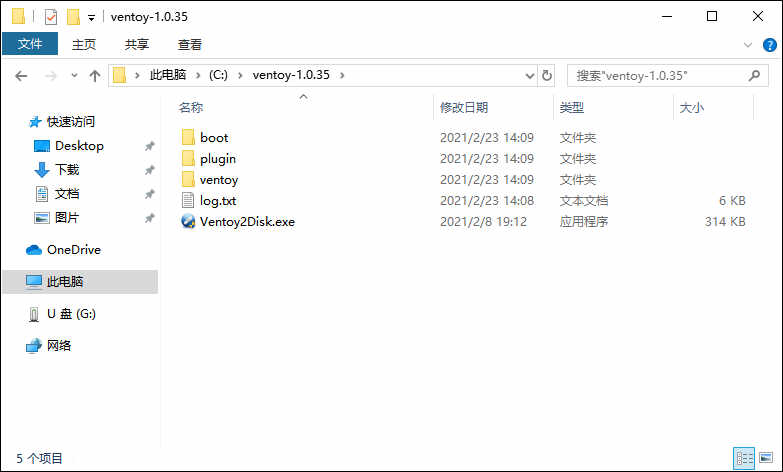 ventoy-1.0.35
文件 主页 共享 查看
此电脑 > (C:) > ventoy-1.0.35 > 搜索"ventoy-1.0.35"
名称 修改日期 类型 大小
快速访问
Desktop
下载
文档
图片
OneDrive
此电脑
U 盘 (G:)
网络
boot 2021/2/23 14:09 文件夹
plugin 2021/2/23 14:09 文件夹
ventoy 2021/2/23 14:09 文件夹
log.txt 2021/2/23 14:08 文本文档 6 KB
Ventoy2Disk.exe 2021/2/8 19:12 应用程序 314 KB
5 个项目